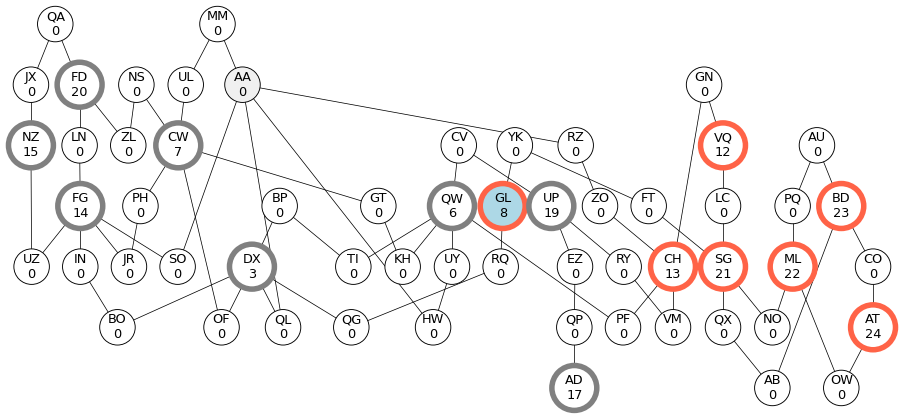 QA
0
MM
0
JX
0
FD
20
NS
0
UL
0
AA
0
GN
0
NZ
15
LN
0
ZL
0
CW
7
CV
0
YK
0
RZ
0
VQ
12
AU
0
FG
14
PH
0
BP
0
GT
0
QW
6
GL
8
UP
19
ZO
0
FT
0
LC
0
PQ
0
BD
23
UZ
0
IN
0
JR
0
SO
0
DX
3
TI
0
KH
0
UY
0
RQ
0
EZ
0
RY
0
CH
13
SG
21
ML
22
CO
0
BO
0
OF
0
QL
0
QG
0
HW
0
QP
0
PF
0
VM
0
QX
0
NO
0
AT
24
AD
17
AB
0
OW
0